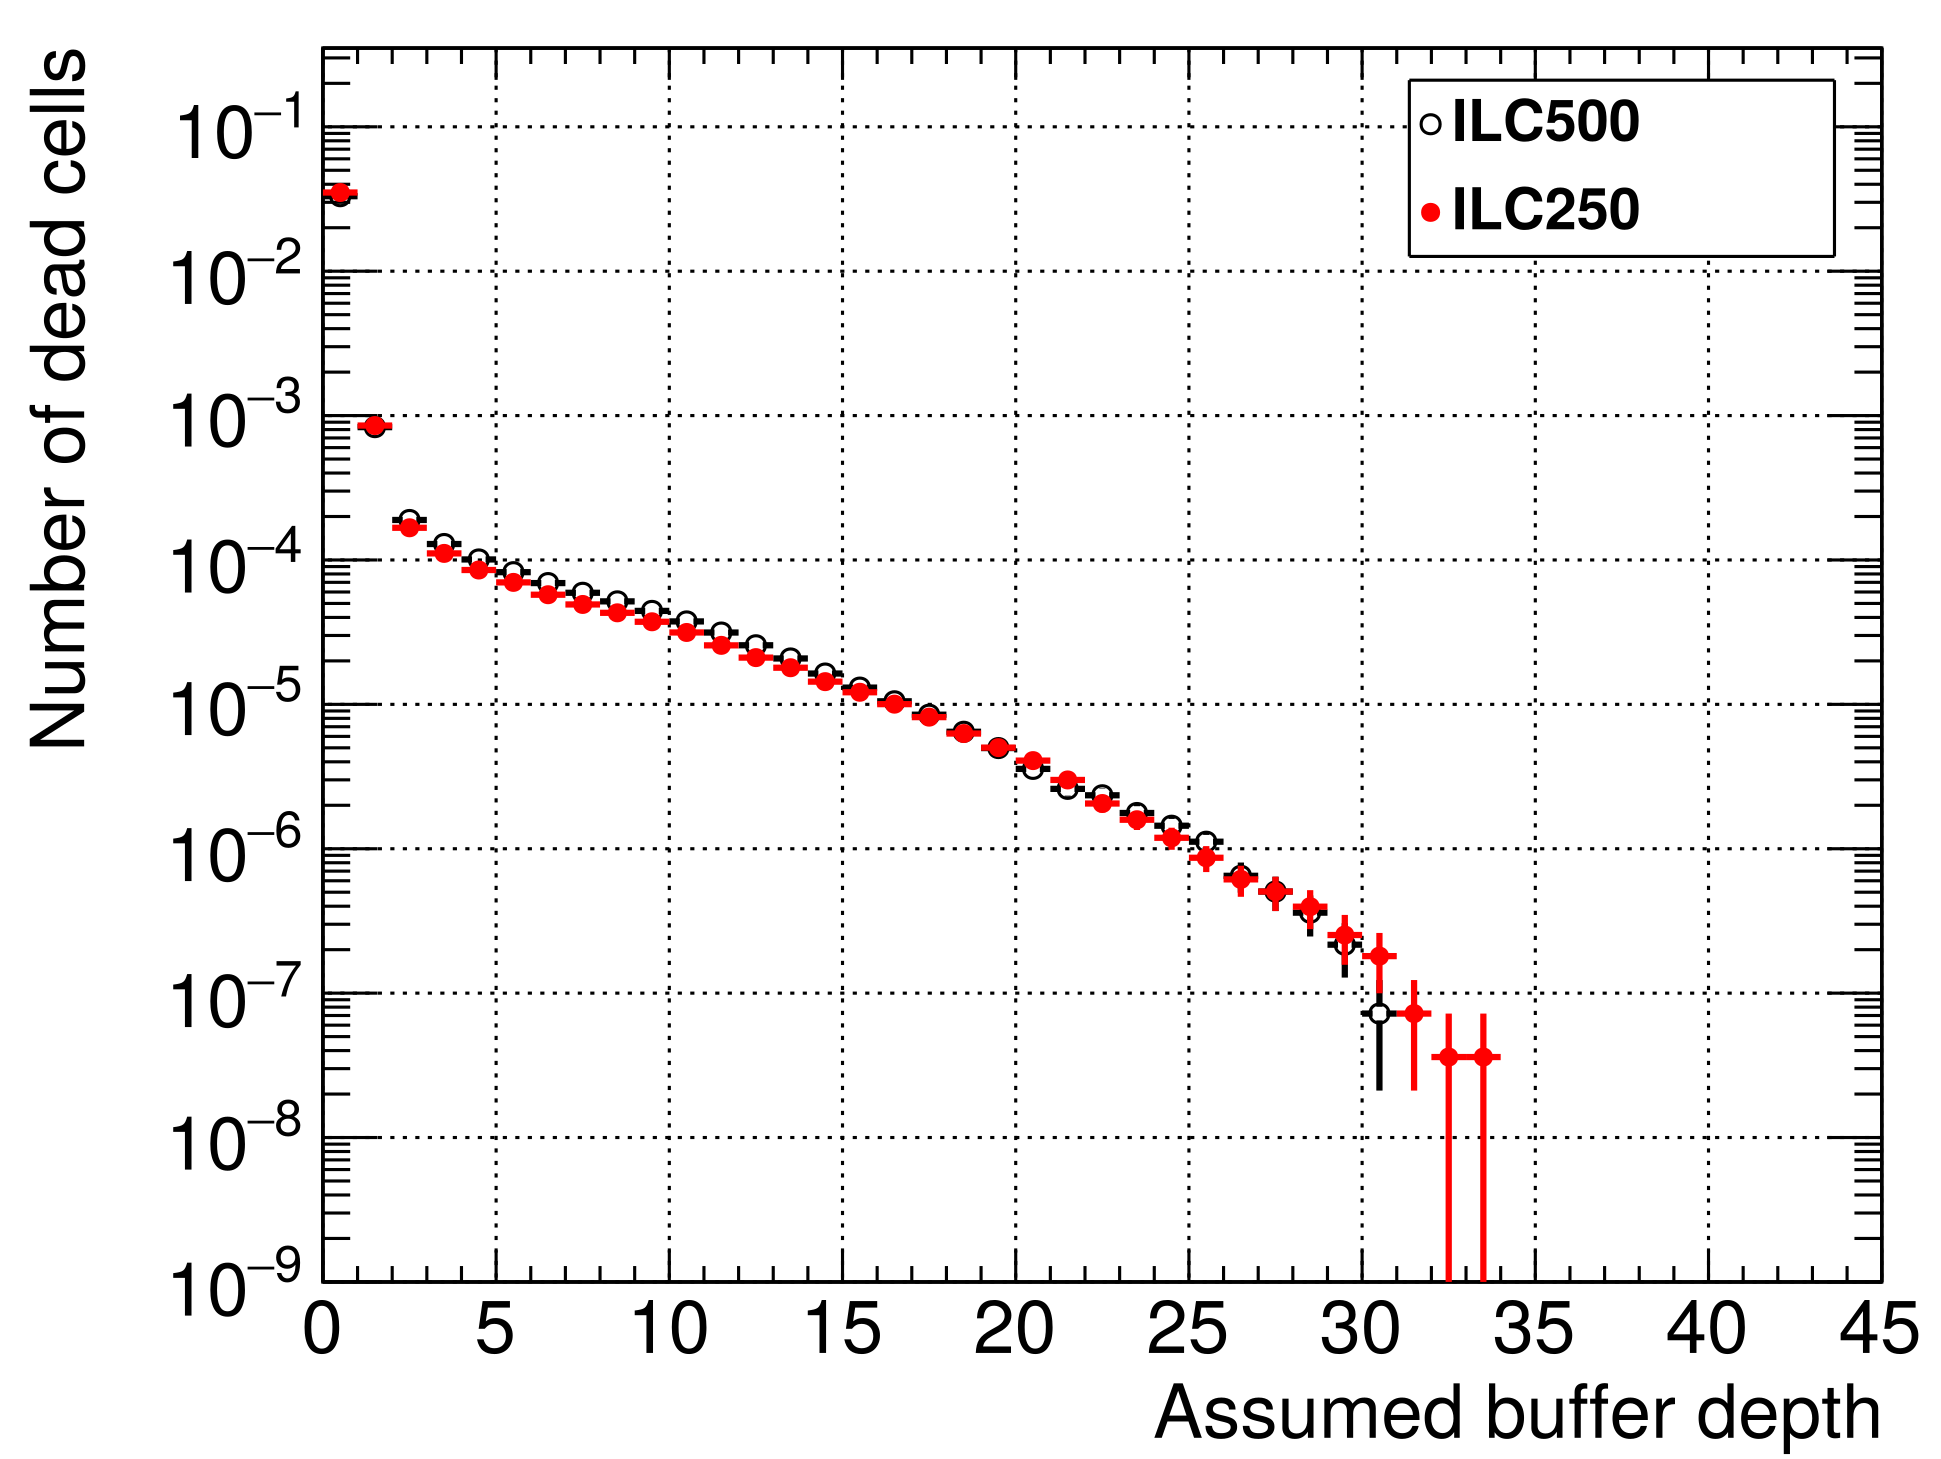 Number of dead cells
10⁻¹
10⁻²
10⁻³
10⁻⁴
10⁻⁵
10⁻⁶
10⁻⁷
10⁻⁸
10⁻⁹
ILC500
ILC250
0 5 10 15 20 25 30 35 40 45
Assumed buffer depth